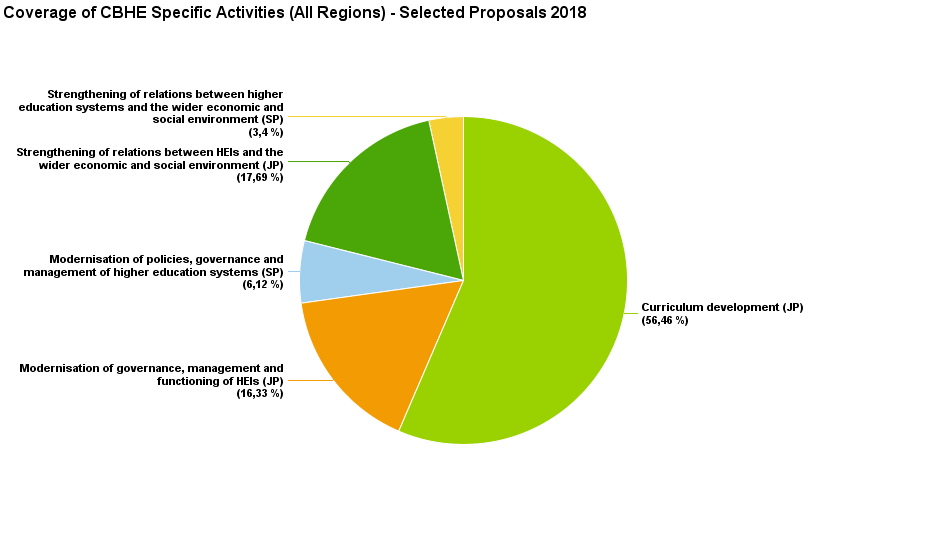 Coverage of CBHE Specific Activities (All Regions) - Selected Proposals 2018
Strengthening of relations between higher
education systems and the wider economic and
social environment (SP)
(3,4 %)
Strengthening of relations between HEIs and the
wider economic and social environment (JP)
(17,69 %)
Modernisation of policies, governance and
management of higher education systems (SP)
(6,12 %)
Curriculum development (JP)
(56,46 %)
Modernisation of governance, management and
functioning of HEIs (JP)
(16,33 %)